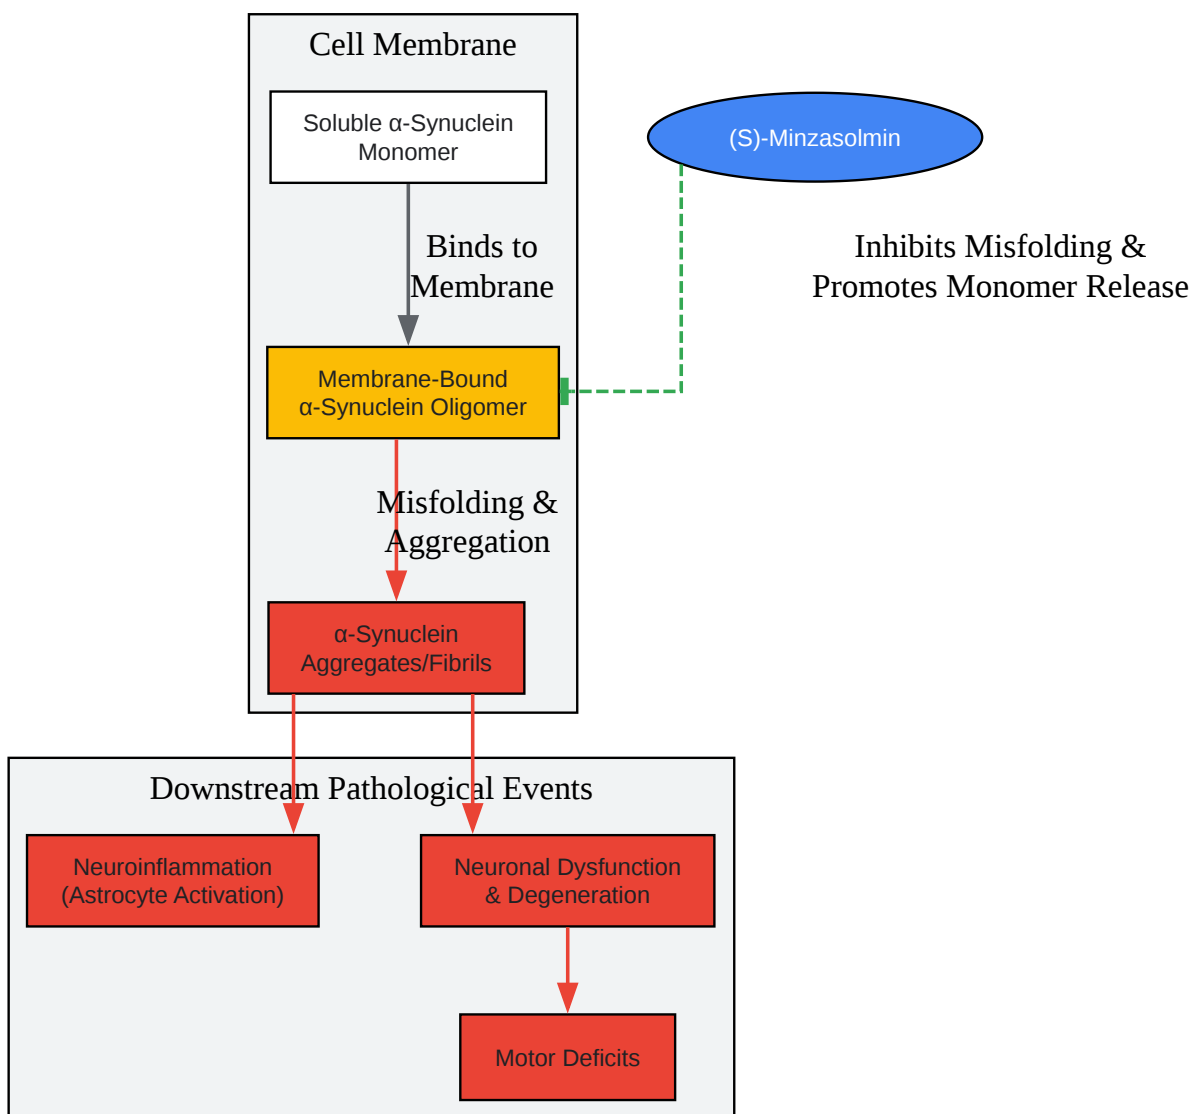 Cell Membrane
Soluble α-Synuclein
Monomer
(S)-Minzasolmin
Binds to
Membrane
Inhibits Misfolding &
Promotes Monomer Release
Membrane-Bound
α-Synuclein Oligomer
Misfolding &
Aggregation
α-Synuclein
Aggregates/Fibrils
Downstream Pathological Events
Neuroinflammation
(Astrocyte Activation)
Neuronal Dysfunction
& Degeneration
Motor Deficits